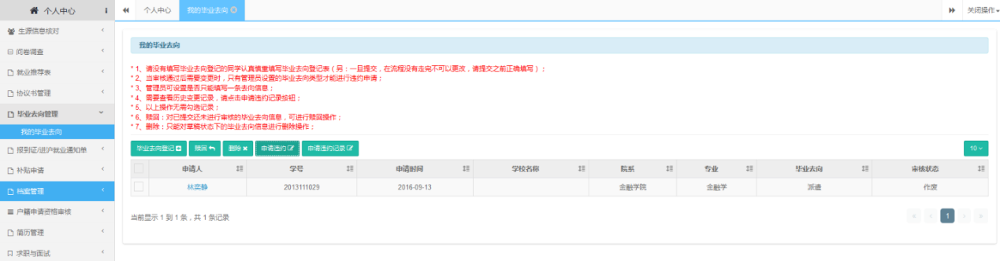 个人中心
个人中心
我的毕业去向
关闭操作
生源信息核对
问卷调查
就业推荐表
协议书管理
毕业去向管理
我的毕业去向
报到证/进沪就业通知单
补贴申请
档案管理
户籍申请资格审核
简历管理
求职与面试
我的毕业去向
* 1、请没有填写毕业去向登记的同学认真慎重填写毕业去向登记表（另：一旦提交，在流程没有走完不可以更改，请提交之前正确填写）；
* 2、当审核通过后需要变更时，只有管理员设置的毕业去向类型才能进行违约申请；
* 3、管理员可设置是否只能填写一条去向信息；
* 4、需要查看历史变更记录，请点击申请违约记录按钮；
* 5、以上操作无需勾选记录；
* 6、赎回：对已提交还未进行审核的毕业去向信息，可进行赎回操作；
* 7、删除：只能对草稿状态下的毕业去向信息进行删除操作；
毕业去向登记 赎回 删除 申请违约 申请违约记录 10
申请人 学号 申请时间 学校名称 院系 专业 毕业去向 审核状态
林奕静 2013111029 2016-09-13 金融学院 金融学 派遣 作废
当前显示 1 到 1 条，共 1 条记录
« ‹ 1 › »